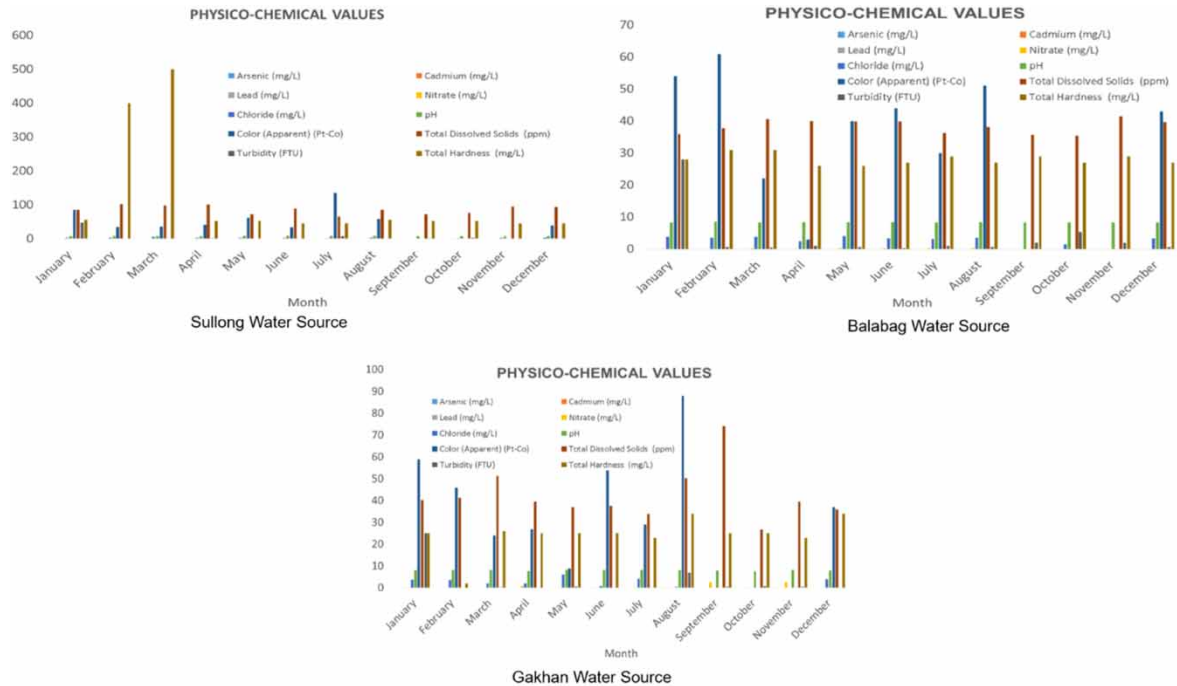 PHYSICO-CHEMICAL VALUES
600
500
400
300
200
100
0
Arsenic (mg/L)
Cadmium (mg/L)
Lead (mg/L)
Nitrate (mg/L)
Chloride (mg/L)
pH
Color (Apparent) (Pt-Co)
Total Dissolved Solids (ppm)
Turbidity (FTU)
Total Hardness (mg/L)
January
February
March
April
May
June
July
August
September
October
November
December
Month
Sullong Water Source
PHYSICO-CHEMICAL VALUES
70
60
50
40
30
20
10
0
Arsenic (mg/L)
Cadmium (mg/L)
Lead (mg/L)
Nitrate (mg/L)
Chloride (mg/L)
pH
Color (Apparent) (Pt-Co)
Total Dissolved Solids (ppm)
Turbidity (FTU)
Total Hardness (mg/L)
January
February
March
April
May
June
July
August
September
October
November
December
Month
Balabag Water Source
PHYSICO-CHEMICAL VALUES
100
90
80
70
60
50
40
30
20
10
0
Arsenic (mg/L)
Cadmium (mg/L)
Lead (mg/L)
Nitrate (mg/L)
Chloride (mg/L)
pH
Color (Apparent) (Pt-Co)
Total Dissolved Solids (ppm)
Turbidity (FTU)
Total Hardness (mg/L)
January
February
March
April
May
June
July
August
September
October
November
December
Month
Gakhan Water Source